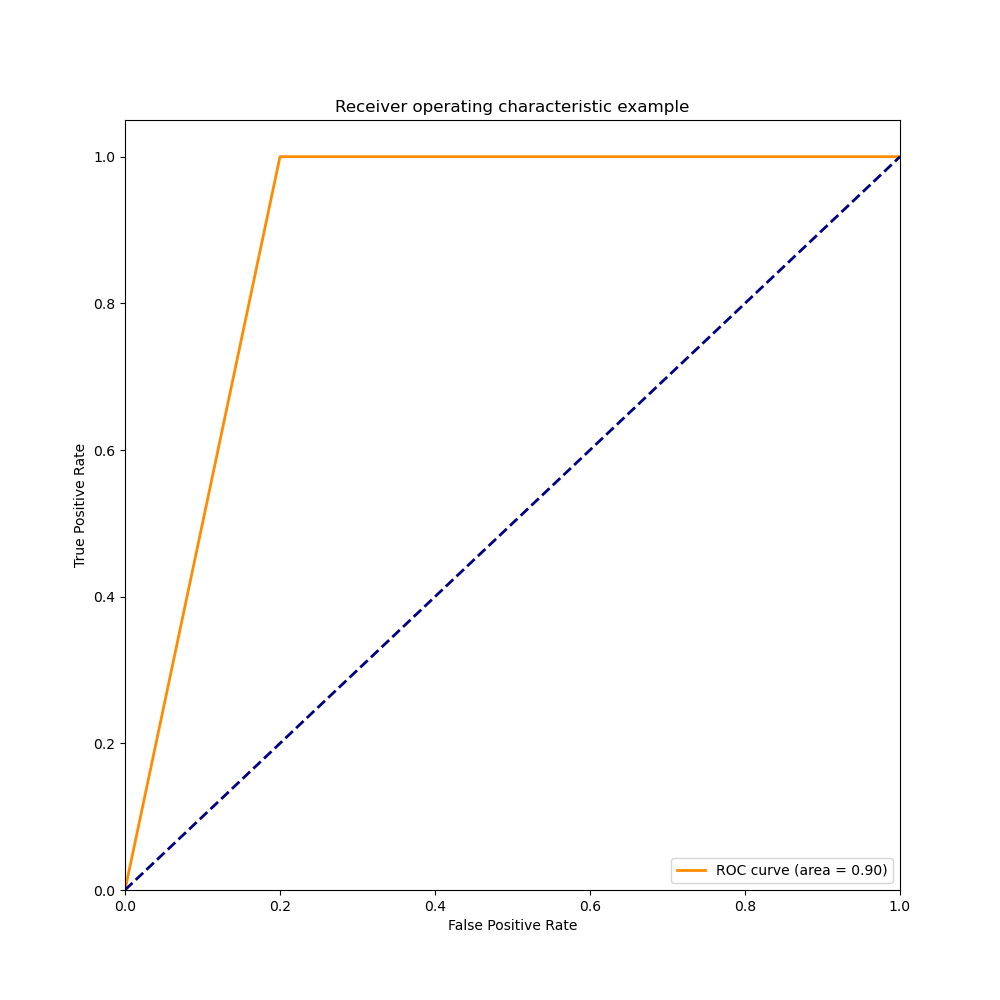 Receiver operating characteristic example
1.0
0.8
0.6
0.4
0.2
0.0
True Positive Rate
ROC curve (area = 0.90)
0.0 0.2 0.4 0.6 0.8 1.0
False Positive Rate